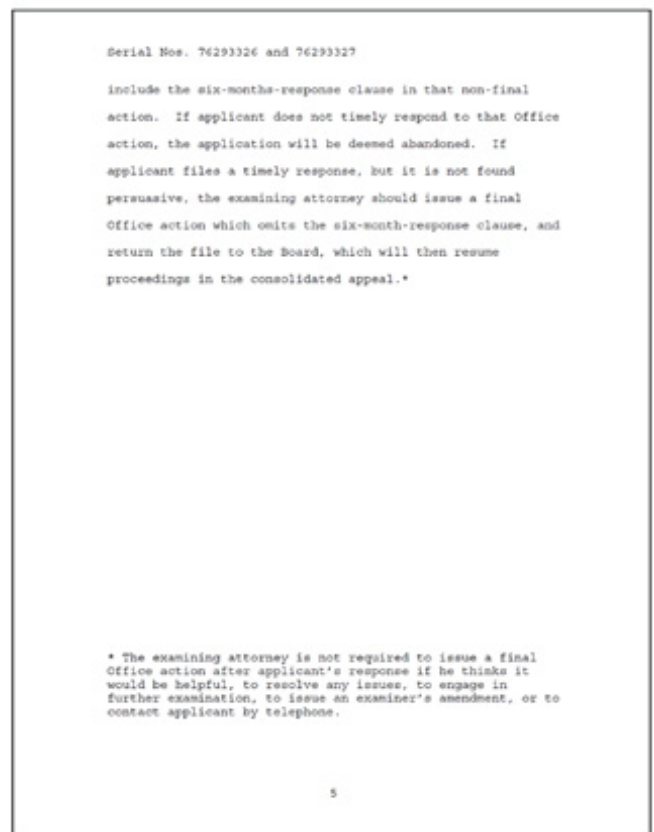 Serial Nos. 76293326 and 76293327
include the six-months-response clause in that non-final
action.  If applicant does not timely respond to that Office
action, the application will be deemed abandoned.  If
applicant files a timely response, but it is not found
persuasive, the examining attorney should issue a final
Office action which omits the six-month-response clause, and
return the file to the Board, which will then resume
proceedings in the consolidated appeal.*
* The examining attorney is not required to issue a final
Office action after applicant's response if he thinks it
would be helpful, to resolve any issues, to engage in
further examination, to issue an examiner's amendment, or to
contact applicant by telephone.
5